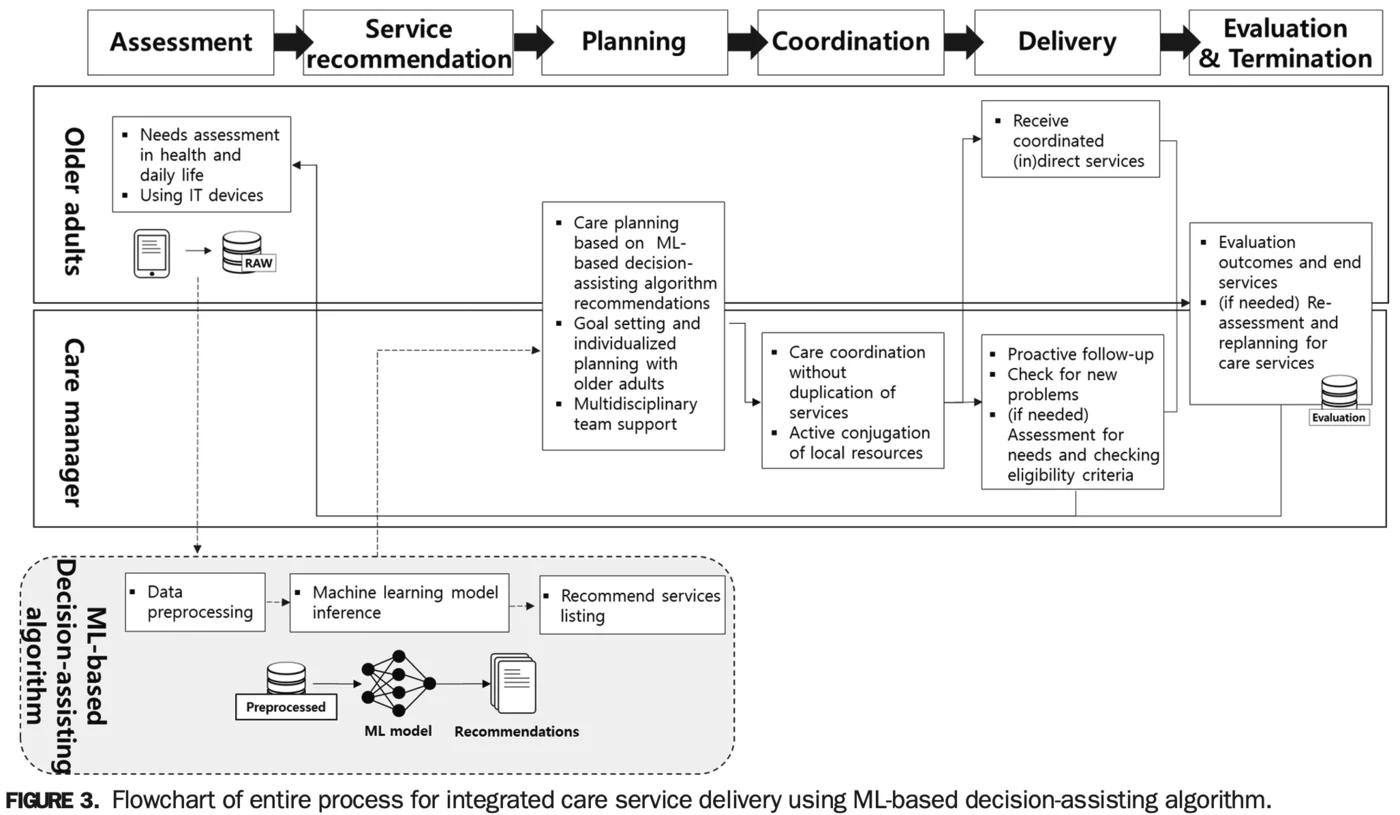 Assessment
Service
recommendation
Planning
Coordination
Delivery
Evaluation
& Termination
Older adults
▪ Needs assessment
in health and
daily life
▪ Using IT devices
RAW
▪ Care planning
based on ML-
based decision-
assisting algorithm
recommendations
▪ Goal setting and
individualized
planning with
older adults
▪ Multidisciplinary
team support
▪ Receive
coordinated
(in)direct services
▪ Evaluation
outcomes and end
services
▪ (if needed) Re-
assessment and
replanning for
care services
Evaluation
Care manager
▪ Care coordination
without
duplication of
services
▪ Active conjugation
of local resources
▪ Proactive follow-up
▪ Check for new
problems
▪ (if needed)
Assessment for
needs and checking
eligibility criteria
ML-based
Decision-assisting
algorithm
▪ Data
preprocessing
▪ Machine learning model
inference
▪ Recommend services
listing
Preprocessed
ML model
Recommendations
FIGURE 3. Flowchart of entire process for integrated care service delivery using ML-based decision-assisting algorithm.